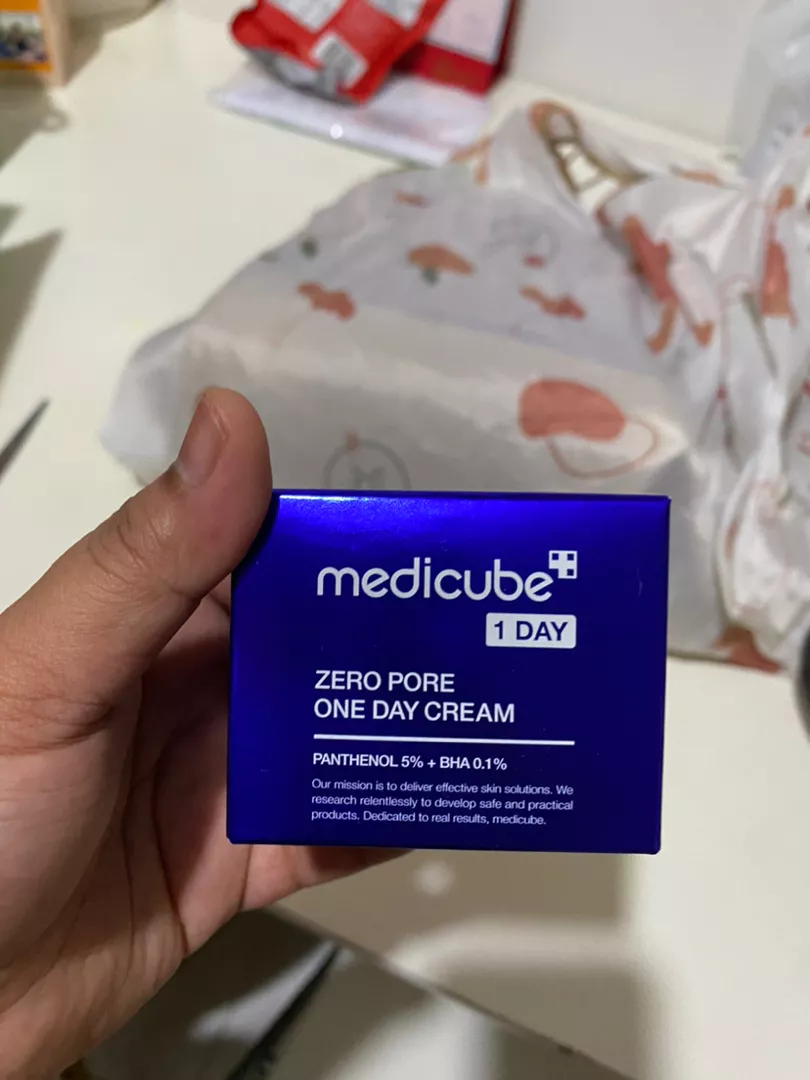 medicube
1 DAY
ZERO PORE
ONE DAY CREAM
PANTHENOL 5% + BHA 0.1%
Our mission is to deliver effective skin solutions. We
research relentlessly to develop safe and practical
products. Dedicated to real results, medicube.